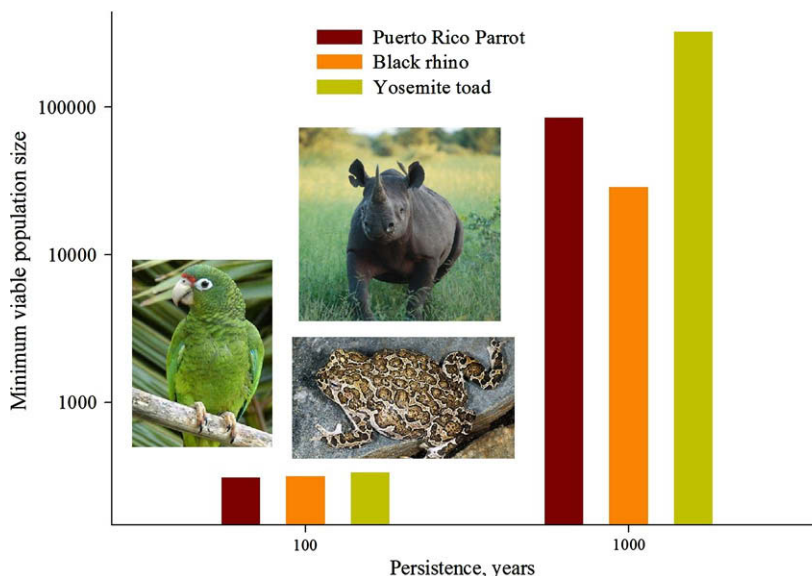 Puerto Rico Parrot
Black rhino
Yosemite toad
Minimum viable population size
100000
10000
1000
100
1000
Persistence, years